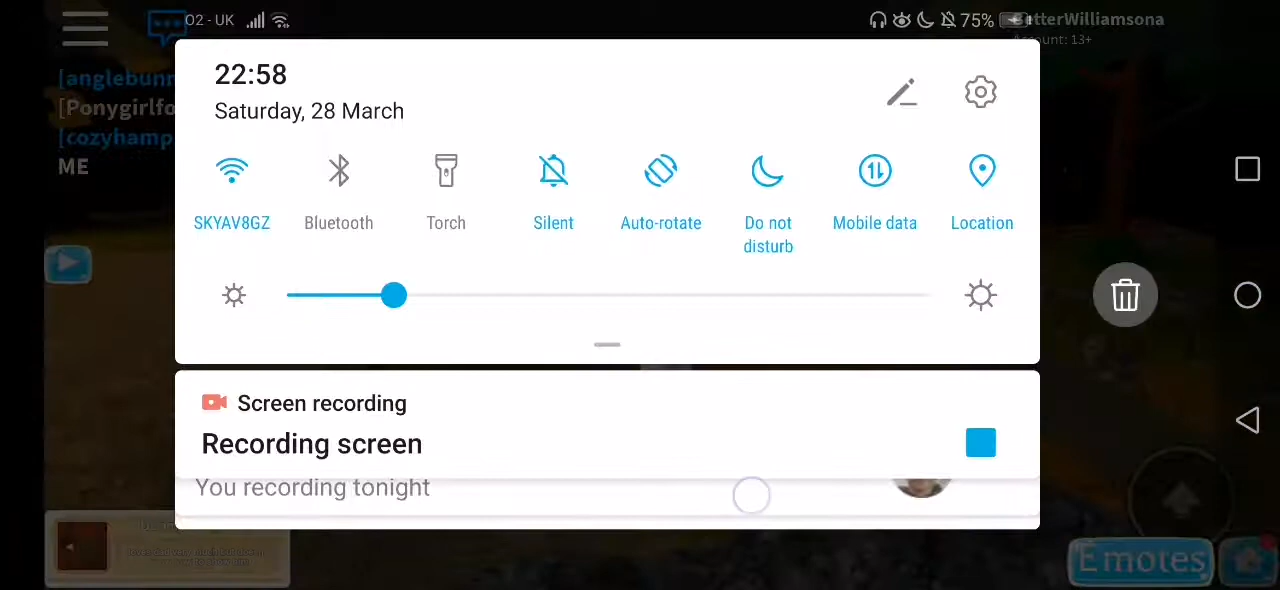 O2 - UK
75%
etterWilliamsona
Account: 13+
[anglebunn
[Ponygirlfo
[cozyhamp
ME
22:58
Saturday, 28 March
SKYAV8GZ
Bluetooth
Torch
Silent
Auto-rotate
Do not
disturb
Mobile data
Location
Screen recording
Recording screen
You recording tonight
Emotes